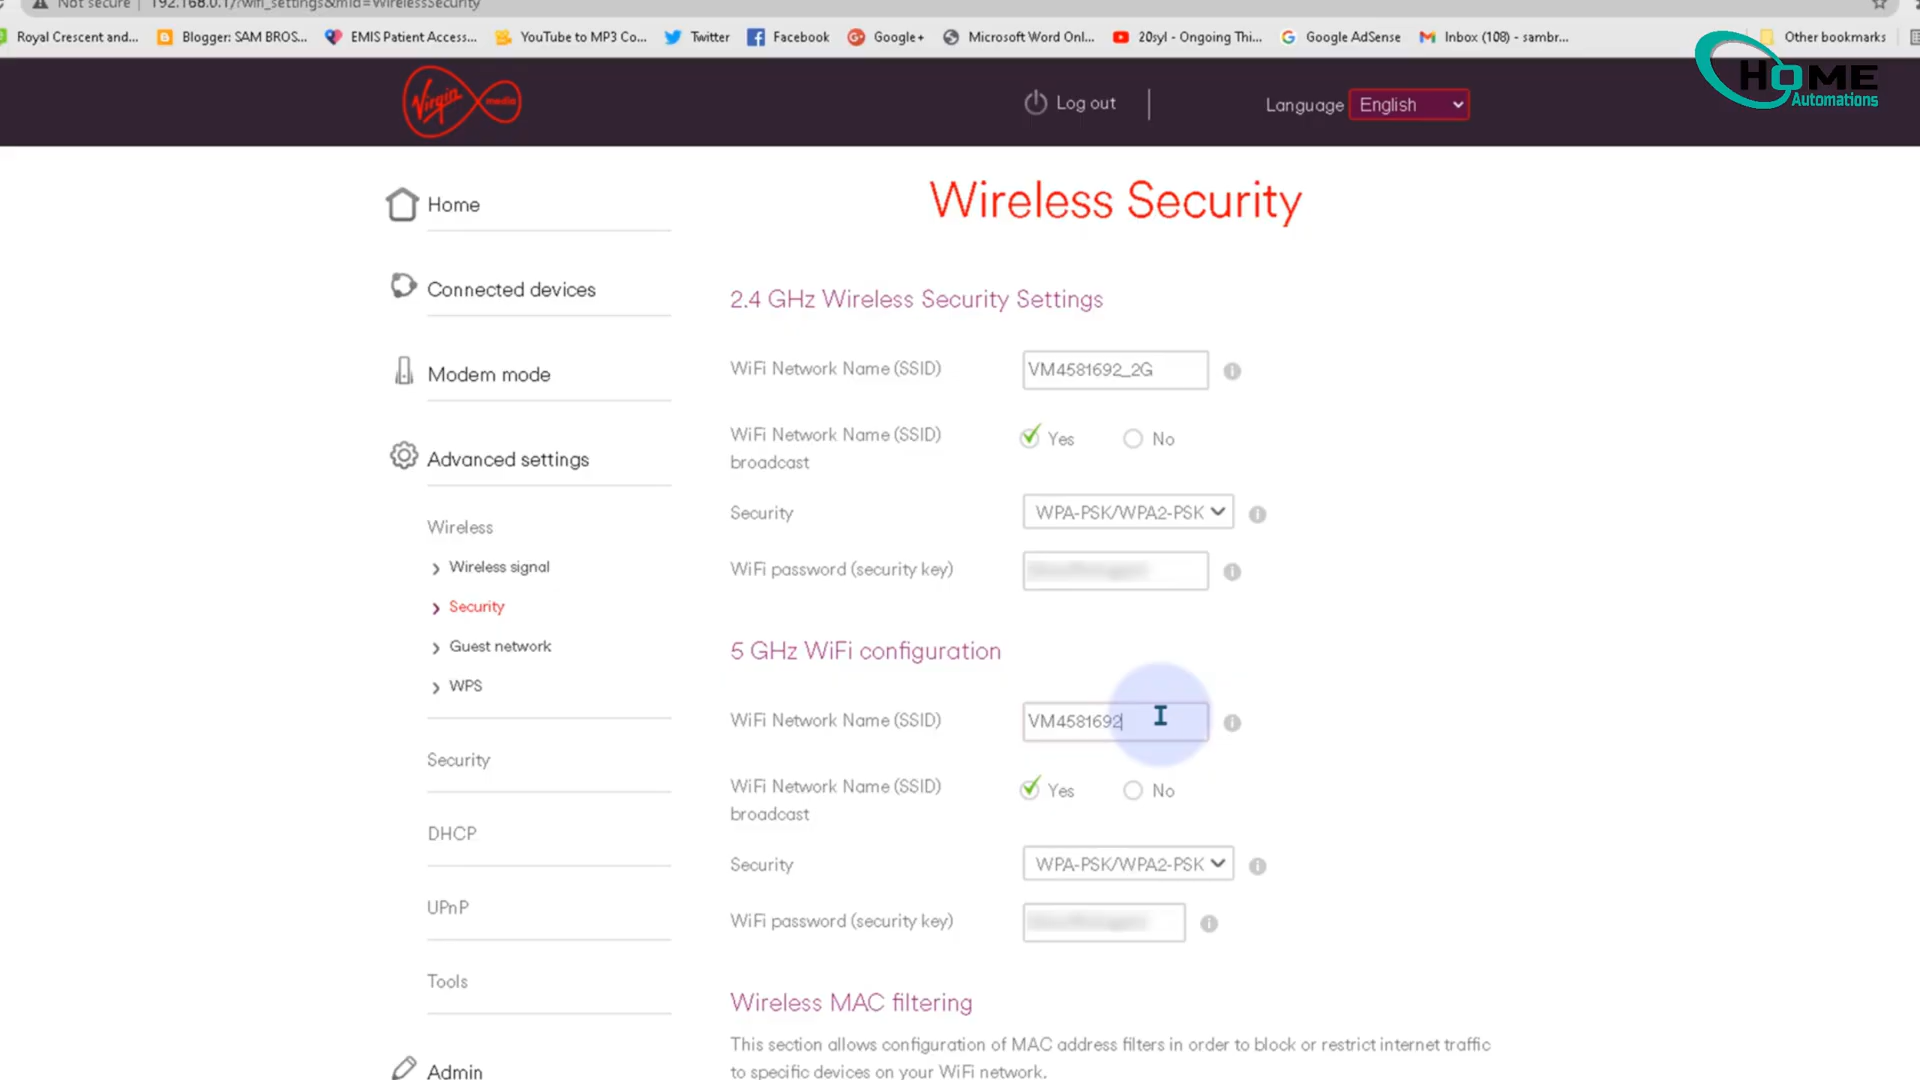 Not secure | 192.168.0.1/?wifi_settings&mid=WirelessSecurity
Royal Crescent and... Blogger: SAM BROS... EMIS Patient Access... YouTube to MP3 Co... Twitter Facebook Google+ Microsoft Word Onl... 20syl - Ongoing Thi... Google AdSense Inbox (108) - sambr... Other bookmarks
HOME
Automations
Virgin media
Log out
Language English
Home
Connected devices
Modem mode
Advanced settings
Wireless
Wireless signal
Security
Guest network
WPS
Security
DHCP
UPnP
Tools
Admin
Wireless Security
2.4 GHz Wireless Security Settings
WiFi Network Name (SSID) VM4581692_2G
WiFi Network Name (SSID)
broadcast
Yes No
Security WPA-PSK/WPA2-PSK
WiFi password (security key)
5 GHz WiFi configuration
WiFi Network Name (SSID) VM4581692
WiFi Network Name (SSID)
broadcast
Yes No
Security WPA-PSK/WPA2-PSK
WiFi password (security key)
Wireless MAC filtering
This section allows configuration of MAC address filters in order to block or restrict internet traffic
to specific devices on your WiFi network.